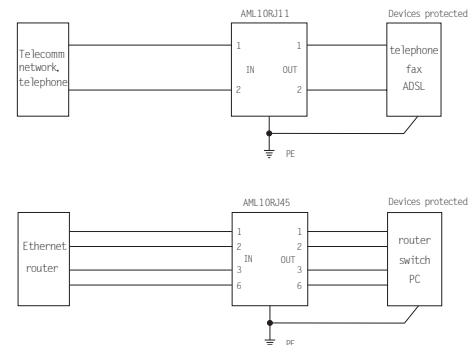 AML10RJ11
Devices protected
Telecomm
network,
telephone
1
2
IN
OUT
1
2
telephone
fax
ADSL
PE
AML10RJ45
Devices protected
Ethernet
router
1
2
3
6
IN
OUT
1
2
3
6
router
switch
PC
PE